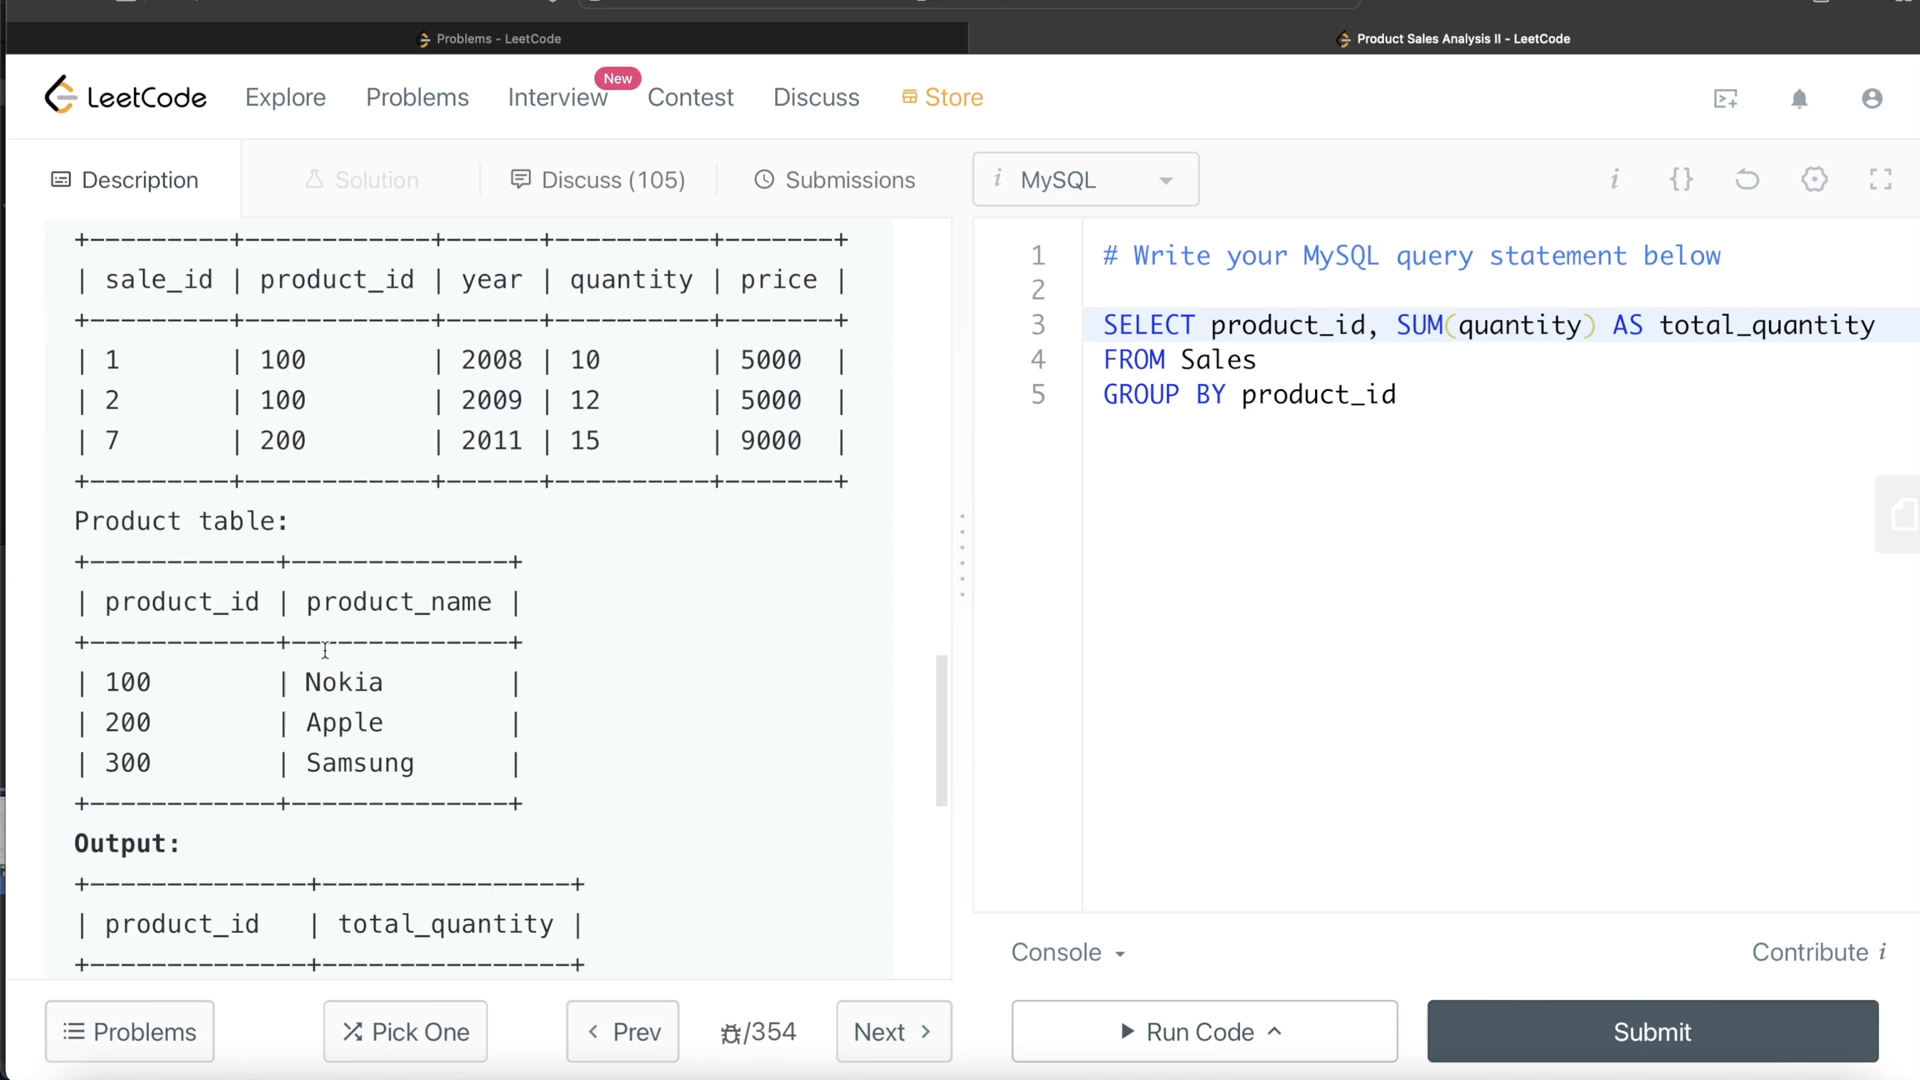 Problems - LeetCode
Product Sales Analysis II - LeetCode
LeetCode
Explore
Problems
Interview
New
Contest
Discuss
Store
Description
Solution
Discuss (105)
Submissions
i MySQL
i {}
+---------+------------+------+----------+-------+
| sale_id | product_id | year | quantity | price |
+---------+------------+------+----------+-------+
| 1 | 100 | 2008 | 10 | 5000 |
| 2 | 100 | 2009 | 12 | 5000 |
| 7 | 200 | 2011 | 15 | 9000 |
+---------+------------+------+----------+-------+
Product table:
+------------+--------------+
| product_id | product_name |
+------------+--------------+
| 100 | Nokia |
| 200 | Apple |
| 300 | Samsung |
+------------+--------------+
Output:
+--------------+----------------+
| product_id | total_quantity |
+--------------+----------------+
1 # Write your MySQL query statement below
2
3 SELECT product_id, SUM(quantity) AS total_quantity
4 FROM Sales
5 GROUP BY product_id
Console
Contribute i
Problems
Pick One
Prev
/354
Next
Run Code
Submit